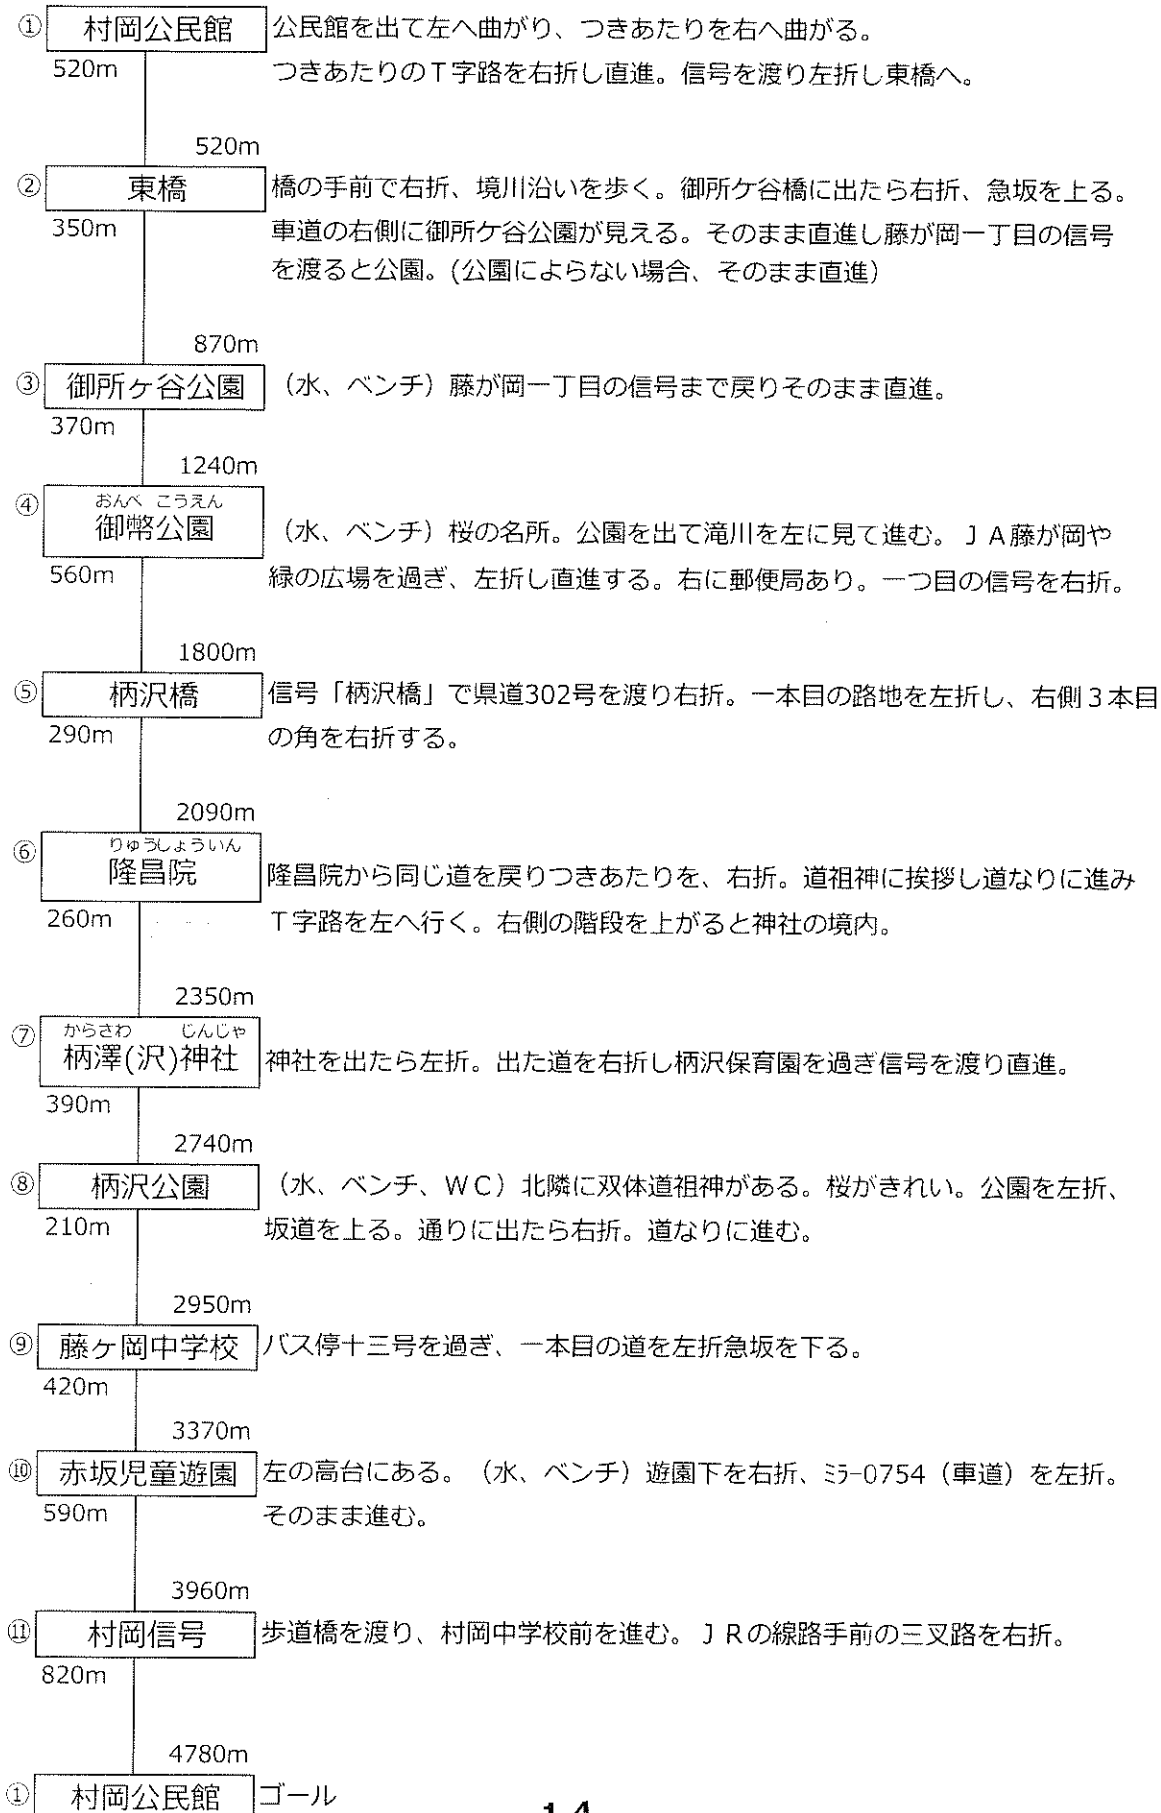 ① 村岡公民館 公民館を出て左へ曲がり、つきあたりを右へ曲がる。
520m つきあたりのT字路を右折し直進。信号を渡り左折し東橋へ。
520m
② 東橋 橋の手前で右折、境川沿いを歩く。御所ケ谷橋に出たら右折、急坂を上る。
350m 車道の右側に御所ケ谷公園が見える。そのまま直進し藤が岡一丁目の信号
を渡ると公園。(公園によらない場合、そのまま直進)
870m
③ 御所ヶ谷公園 (水、ベンチ)藤が岡一丁目の信号まで戻りそのまま直進。
370m
1240m
おんべ こうえん
④ 御幣公園 (水、ベンチ)桜の名所。公園を出て滝川を左に見て進む。JA藤が岡や
560m 緑の広場を過ぎ、左折し直進する。右に郵便局あり。一つ目の信号を右折。
1800m
⑤ 柄沢橋 信号「柄沢橋」で県道302号を渡り右折。一本目の路地を左折し、右側3本目
290m の角を右折する。
2090m
りゅうしょういん
⑥ 隆昌院 隆昌院から同じ道を戻りつきあたりを、右折。道祖神に挨拶し道なりに進み
260m T字路を左へ行く。右側の階段を上がると神社の境内。
2350m
からさわ じんじゃ
⑦ 柄澤(沢)神社 神社を出たら左折。出た道を右折し柄沢保育園を過ぎ信号を渡り直進。
390m
2740m
⑧ 柄沢公園 (水、ベンチ、WC)北隣に双体道祖神がある。桜がきれい。公園を左折、
210m 坂道を上る。通りに出たら右折。道なりに進む。
2950m
⑨ 藤ヶ岡中学校 バス停十三号を過ぎ、一本目の道を左折急坂を下る。
420m
3370m
⑩ 赤坂児童遊園 左の高台にある。(水、ベンチ)遊園下を右折、ﾐﾗｰ0754(車道)を左折。
590m そのまま進む。
3960m
⑪ 村岡信号 歩道橋を渡り、村岡中学校前を進む。JRの線路手前の三叉路を右折。
820m
4780m
① 村岡公民館 ゴール
14